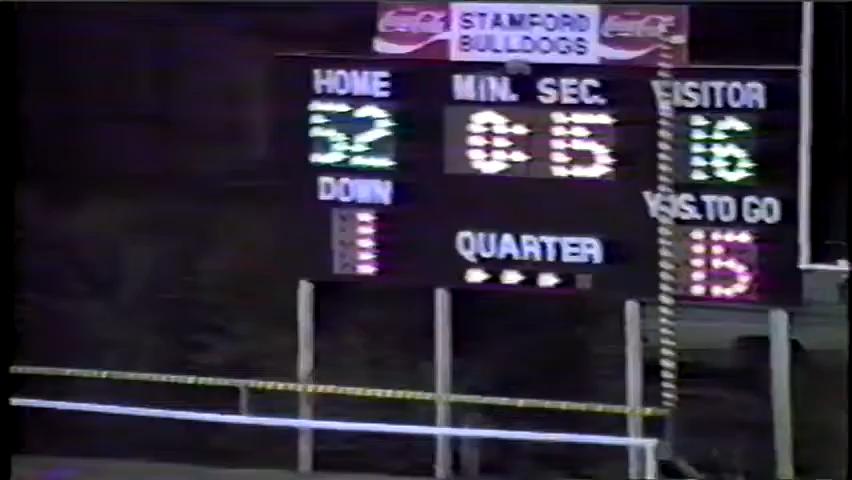 Coca-Cola STAMFORD BULLDOGS Coca-Cola
HOME MIN. SEC. VISITOR
52 0:15 16
DOWN YDS. TO GO
1 QUARTER 15